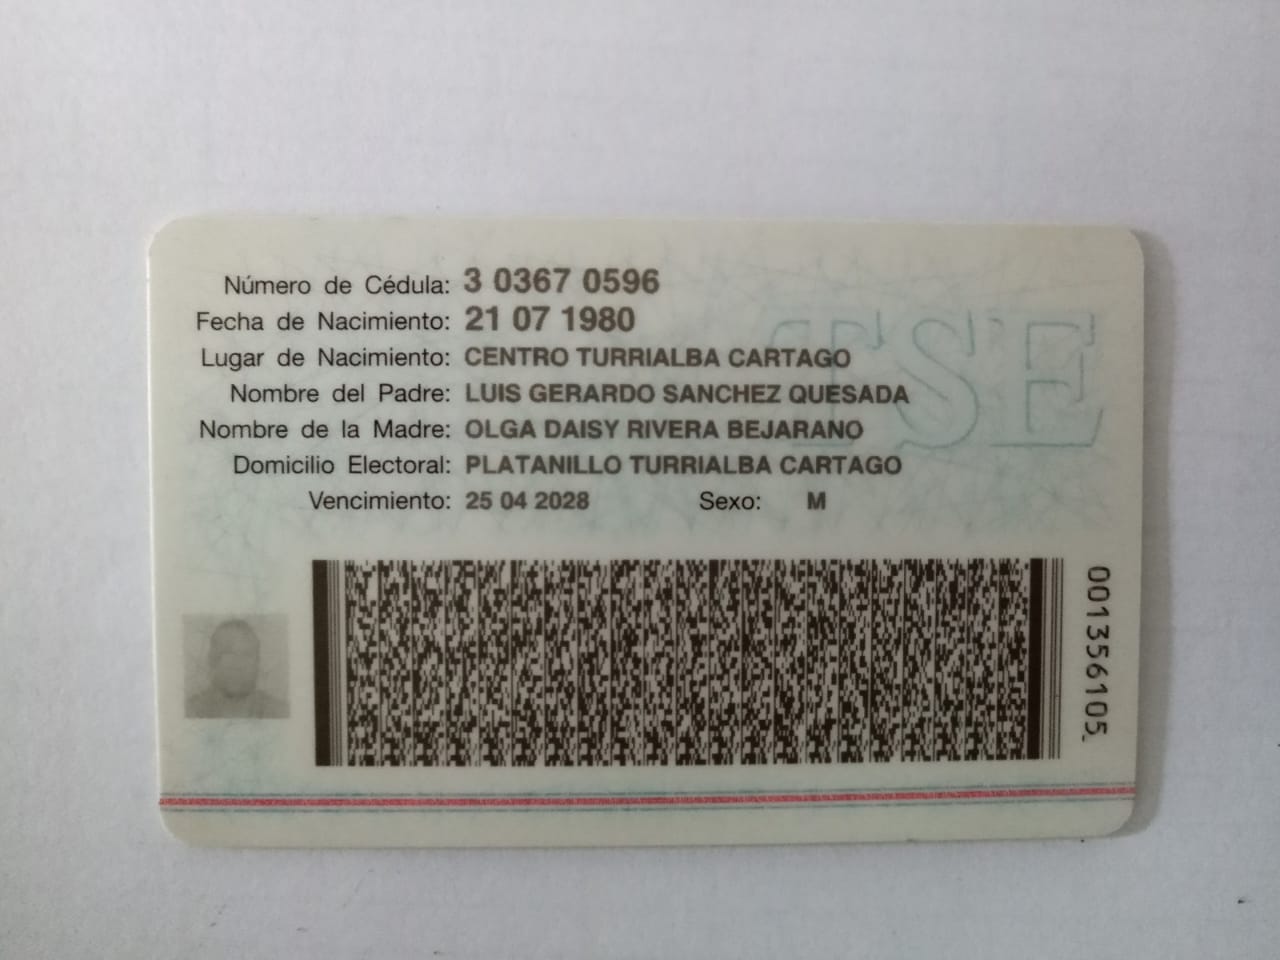 Número de Cédula: 3 0367 0596
Fecha de Nacimiento: 21 07 1980
Lugar de Nacimiento: CENTRO TURRIALBA CARTAGO
Nombre del Padre: LUIS GERARDO SANCHEZ QUESADA
Nombre de la Madre: OLGA DAISY RIVERA BEJARANO
Domicilio Electoral: PLATANILLO TURRIALBA CARTAGO
Vencimiento: 25 04 2028 Sexo: M
TSE
001356105